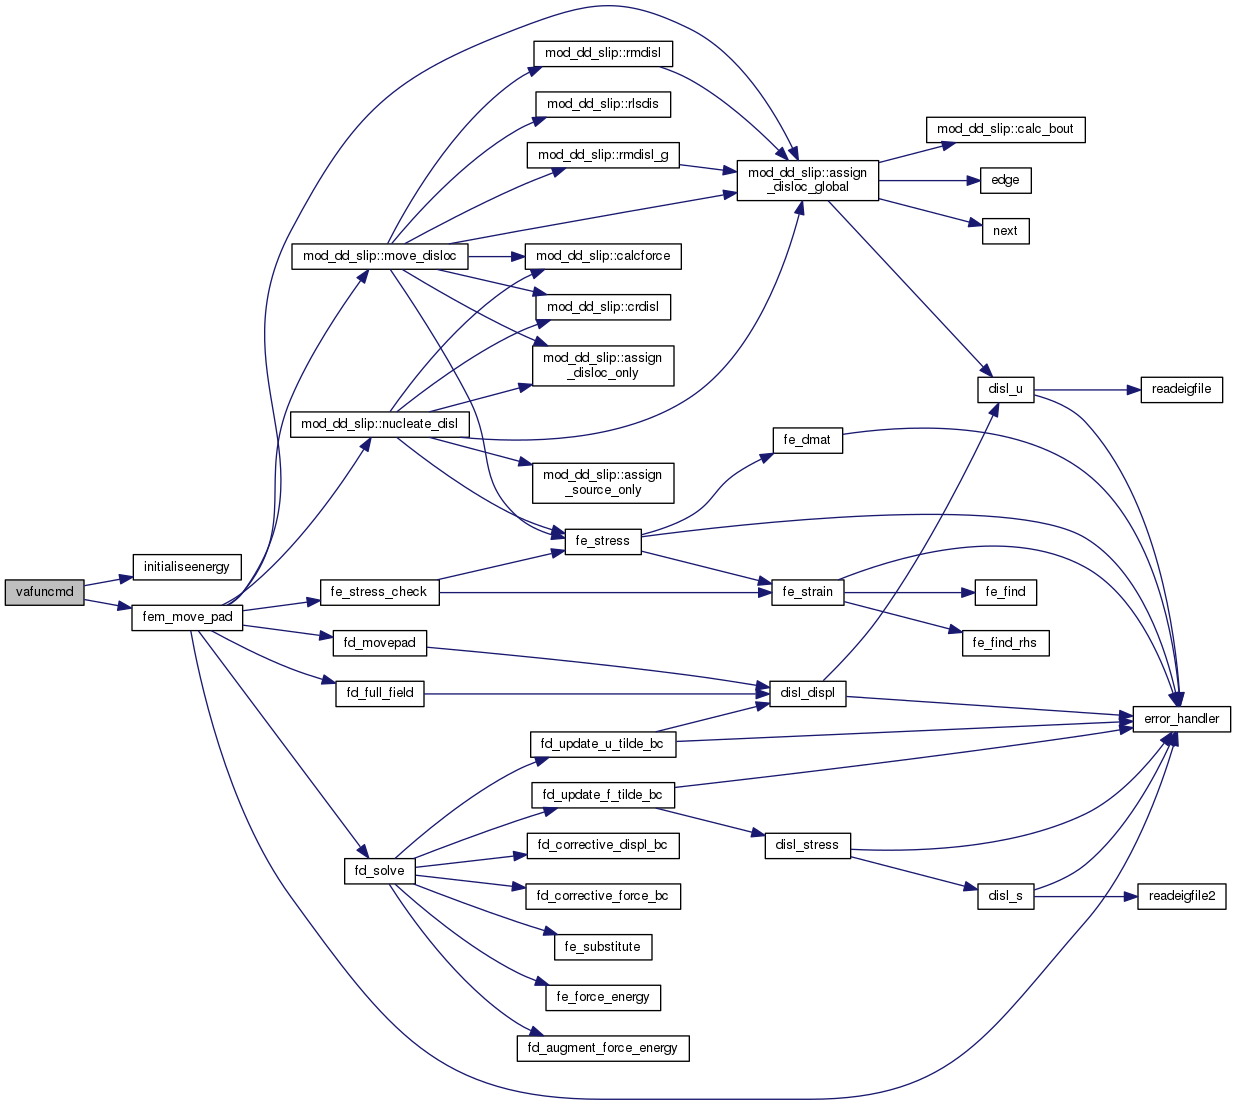 mod_dd_slip::rmdisl
mod_dd_slip::rlsdis
mod_dd_slip::calc_bout
mod_dd_slip::rmdisl_g
mod_dd_slip::assign
_disloc_global
edge
next
mod_dd_slip::move_disloc
mod_dd_slip::calcforce
mod_dd_slip::crdisl
mod_dd_slip::assign
_disloc_only
disl_u
readeigfile
mod_dd_slip::nucleate_disl
fe_dmat
mod_dd_slip::assign
_source_only
fe_stress
initialiseenergy
vafuncmd
fe_stress_check
fe_strain
fe_find
fem_move_pad
fd_movepad
fe_find_rhs
fd_full_field
disl_displ
error_handler
fd_update_u_tilde_bc
fd_update_f_tilde_bc
fd_corrective_displ_bc
disl_stress
fd_solve
fd_corrective_force_bc
disl_s
readeigfile2
fe_substitute
fe_force_energy
fd_augment_force_energy